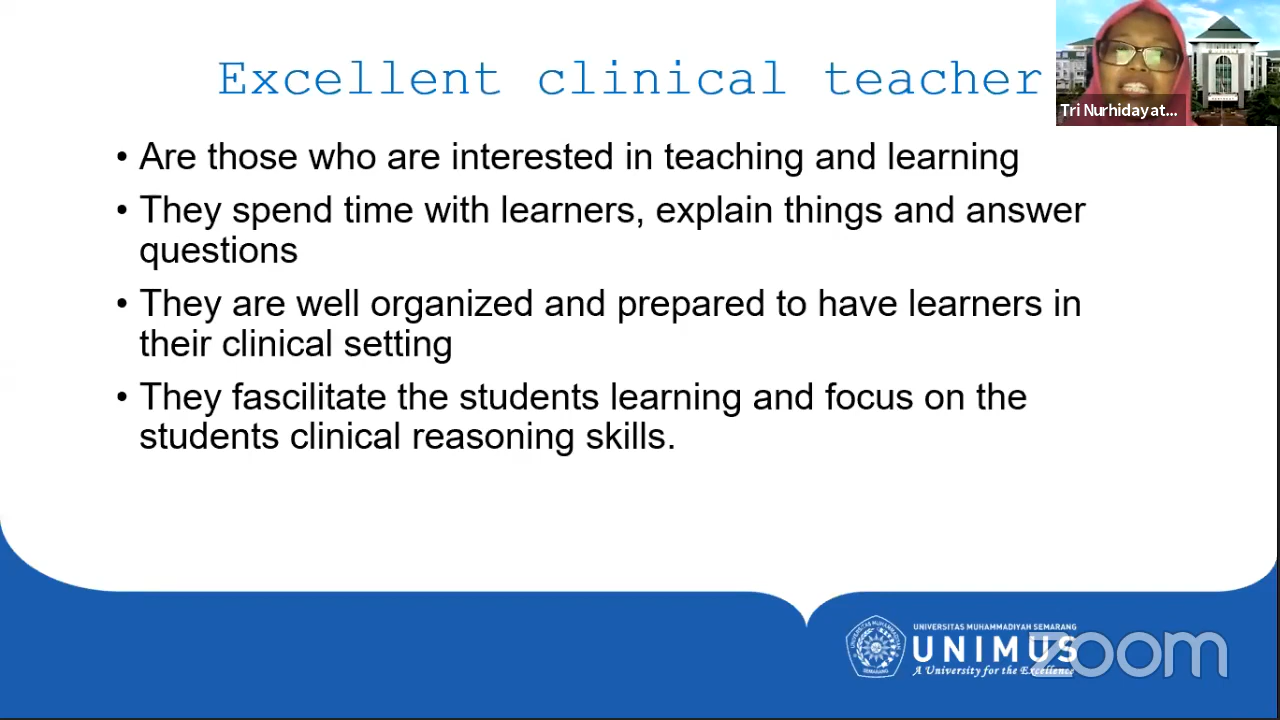 Excellent clinical teacher
Tri Nurhidayat...
• Are those who are interested in teaching and learning
• They spend time with learners, explain things and answer
questions
• They are well organized and prepared to have learners in
their clinical setting
• They fascilitate the students learning and focus on the
students clinical reasoning skills.
UNIVERSITAS MUHAMMADIYAH SEMARANG
UNIMUS
A University for the Excellence
zoom
UNIVERSITAS MUHAMMADIYAH
SEMARANG